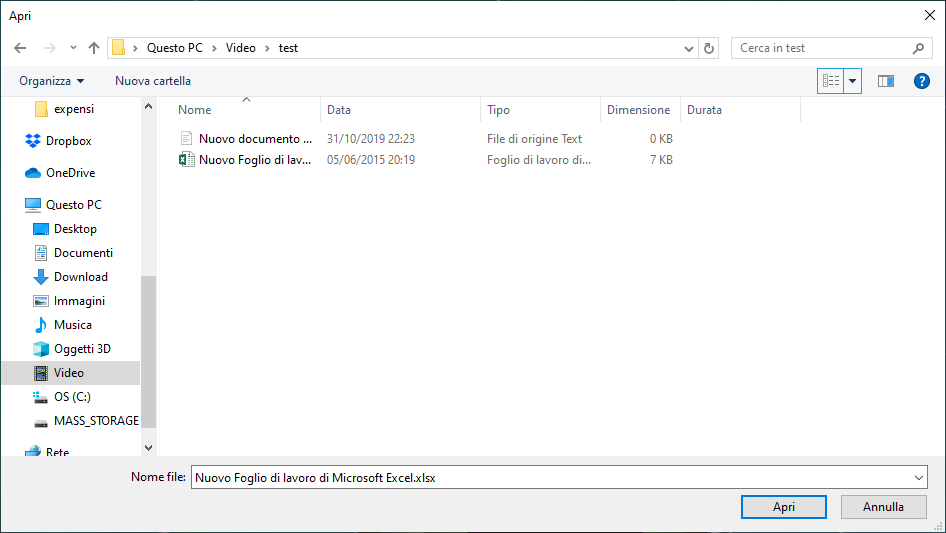 Apri
Questo PC > Video > test
Cerca in test
Organizza
Nuova cartella
expensi
Dropbox
OneDrive
Questo PC
Desktop
Documenti
Download
Immagini
Musica
Oggetti 3D
Video
OS (C:)
MASS_STORAGE
Rete
Nome Data Tipo Dimensione Durata
Nuovo documento ... 31/10/2019 22:23 File di origine Text 0 KB
Nuovo Foglio di lav... 05/06/2015 20:19 Foglio di lavoro di... 7 KB
Nome file: Nuovo Foglio di lavoro di Microsoft Excel.xlsx
Apri
Annulla